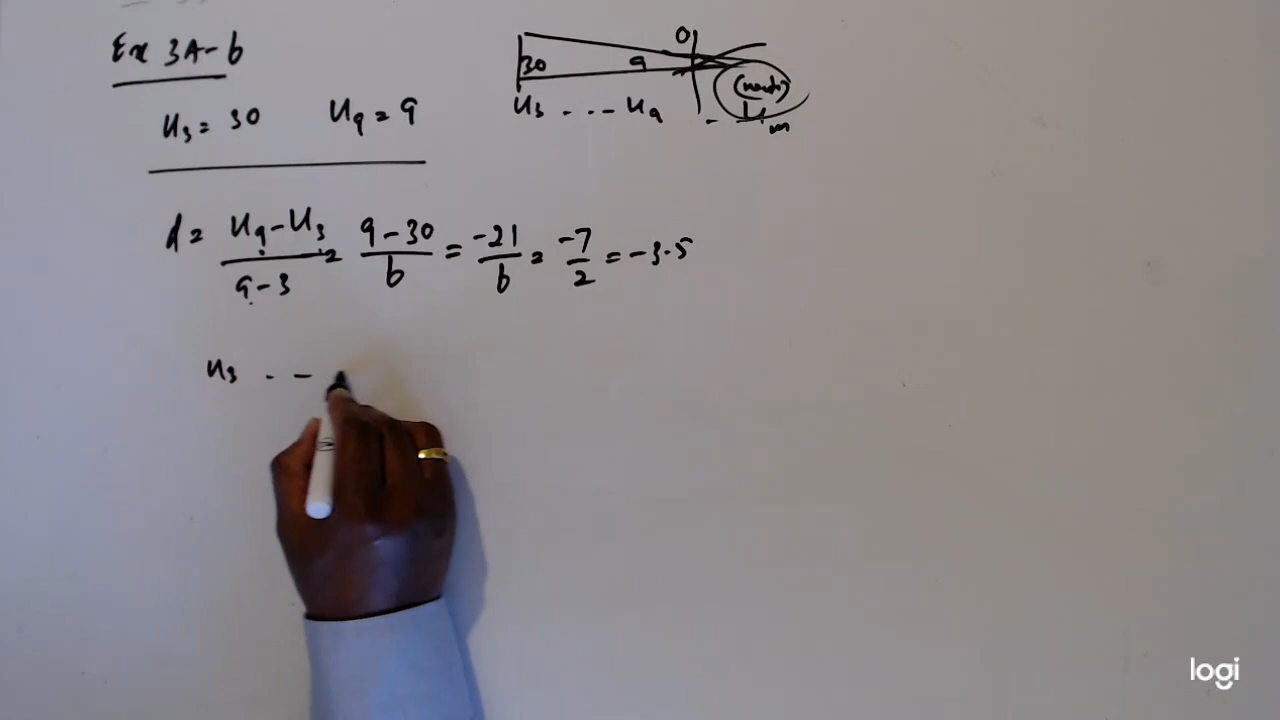 Ex 3A-6
U3 = 30 U9 = 9
O
30 9
U3 ... U9 .. Um
d = U9 - U3 / 9 - 3 = 9 - 30 / 6 = -21 / 6 = -7 / 2 = -3.5
U3 . -
logi